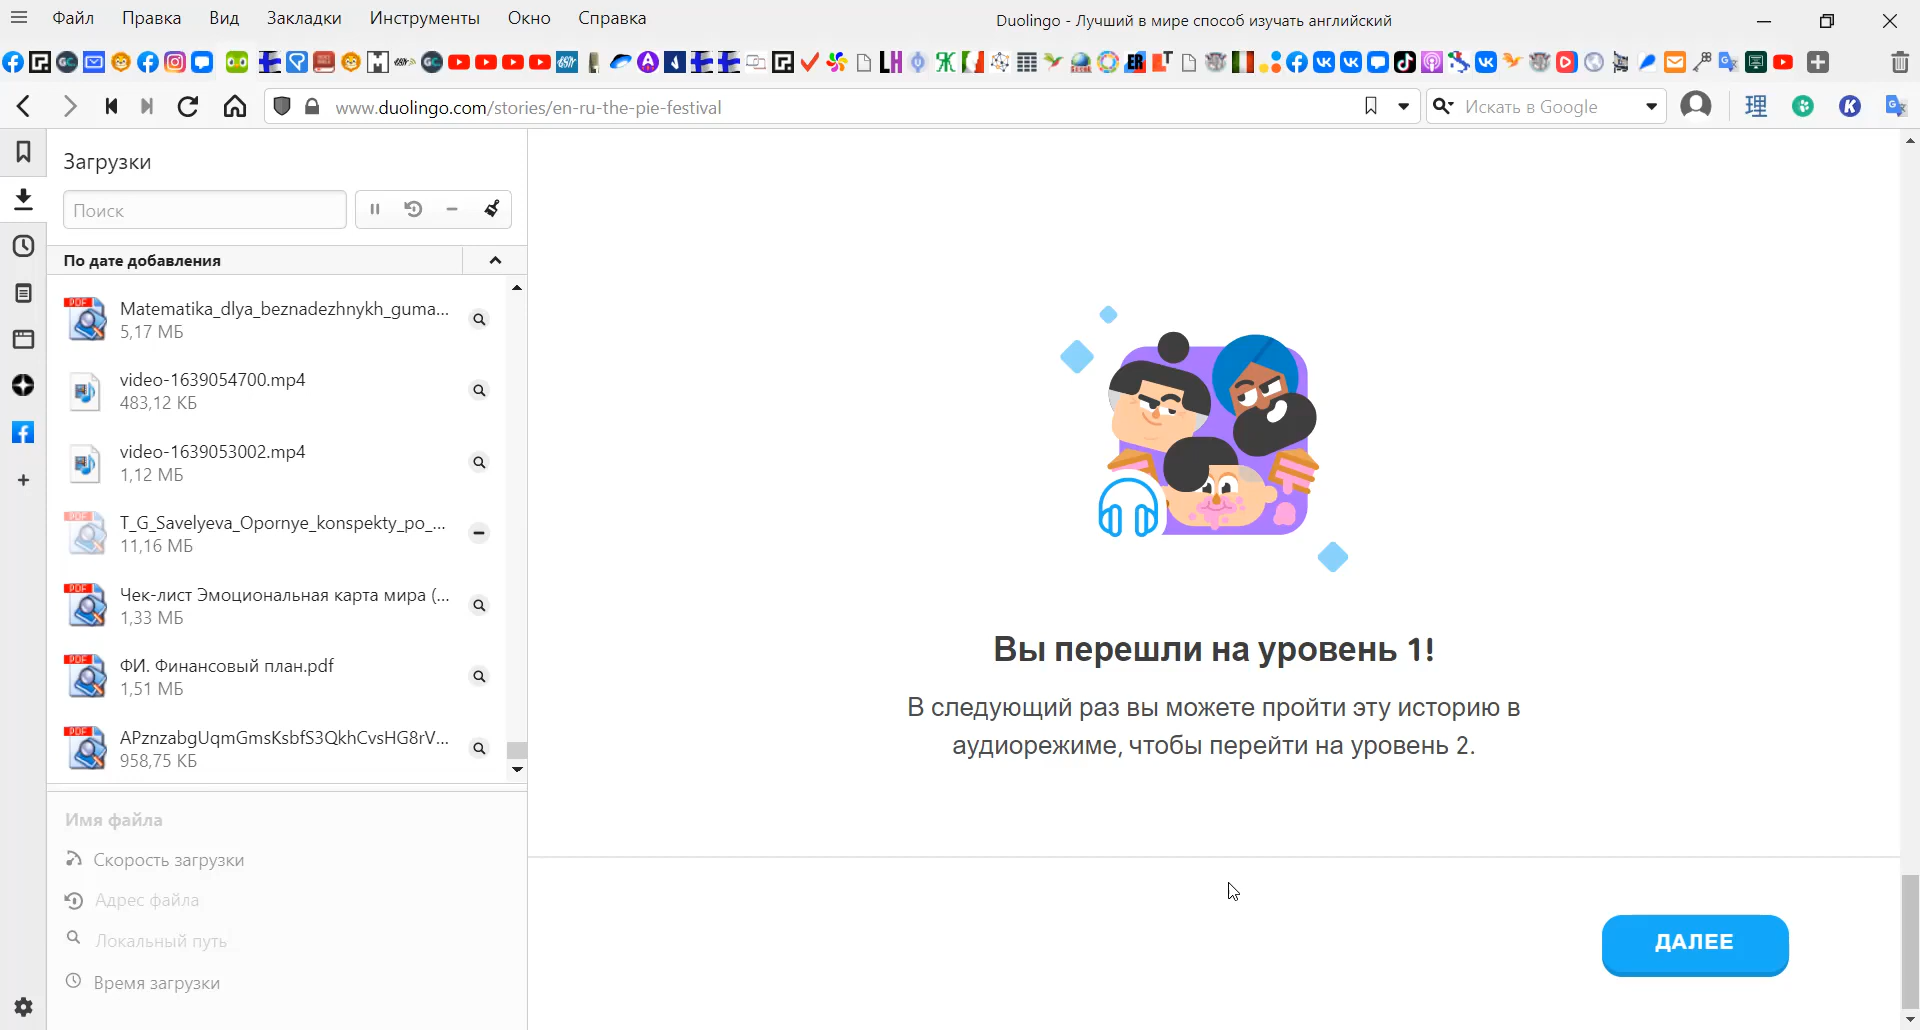 Файл Правка Вид Закладки Инструменты Окно Справка
Duolingo - Лучший в мире способ изучать английский
www.duolingo.com/stories/en-ru-the-pie-festival
Искать в Google
Загрузки
Поиск
По дате добавления
Matematika_dlya_beznadezhnykh_guma...
5,17 МБ
video-1639054700.mp4
483,12 КБ
video-1639053002.mp4
1,12 МБ
T_G_Savelyeva_Opornye_konspekty_po_...
11,16 МБ
Чек-лист Эмоциональная карта мира (...
1,33 МБ
ФИ. Финансовый план.pdf
1,51 МБ
APznzabgUqmGmsKsbfS3QkhCvsHG8rV...
958,75 КБ
Имя файла
Скорость загрузки
Адрес файла
Локальный путь
Время загрузки
Вы перешли на уровень 1!
В следующий раз вы можете пройти эту историю в
аудиорежиме, чтобы перейти на уровень 2.
ДАЛЕЕ